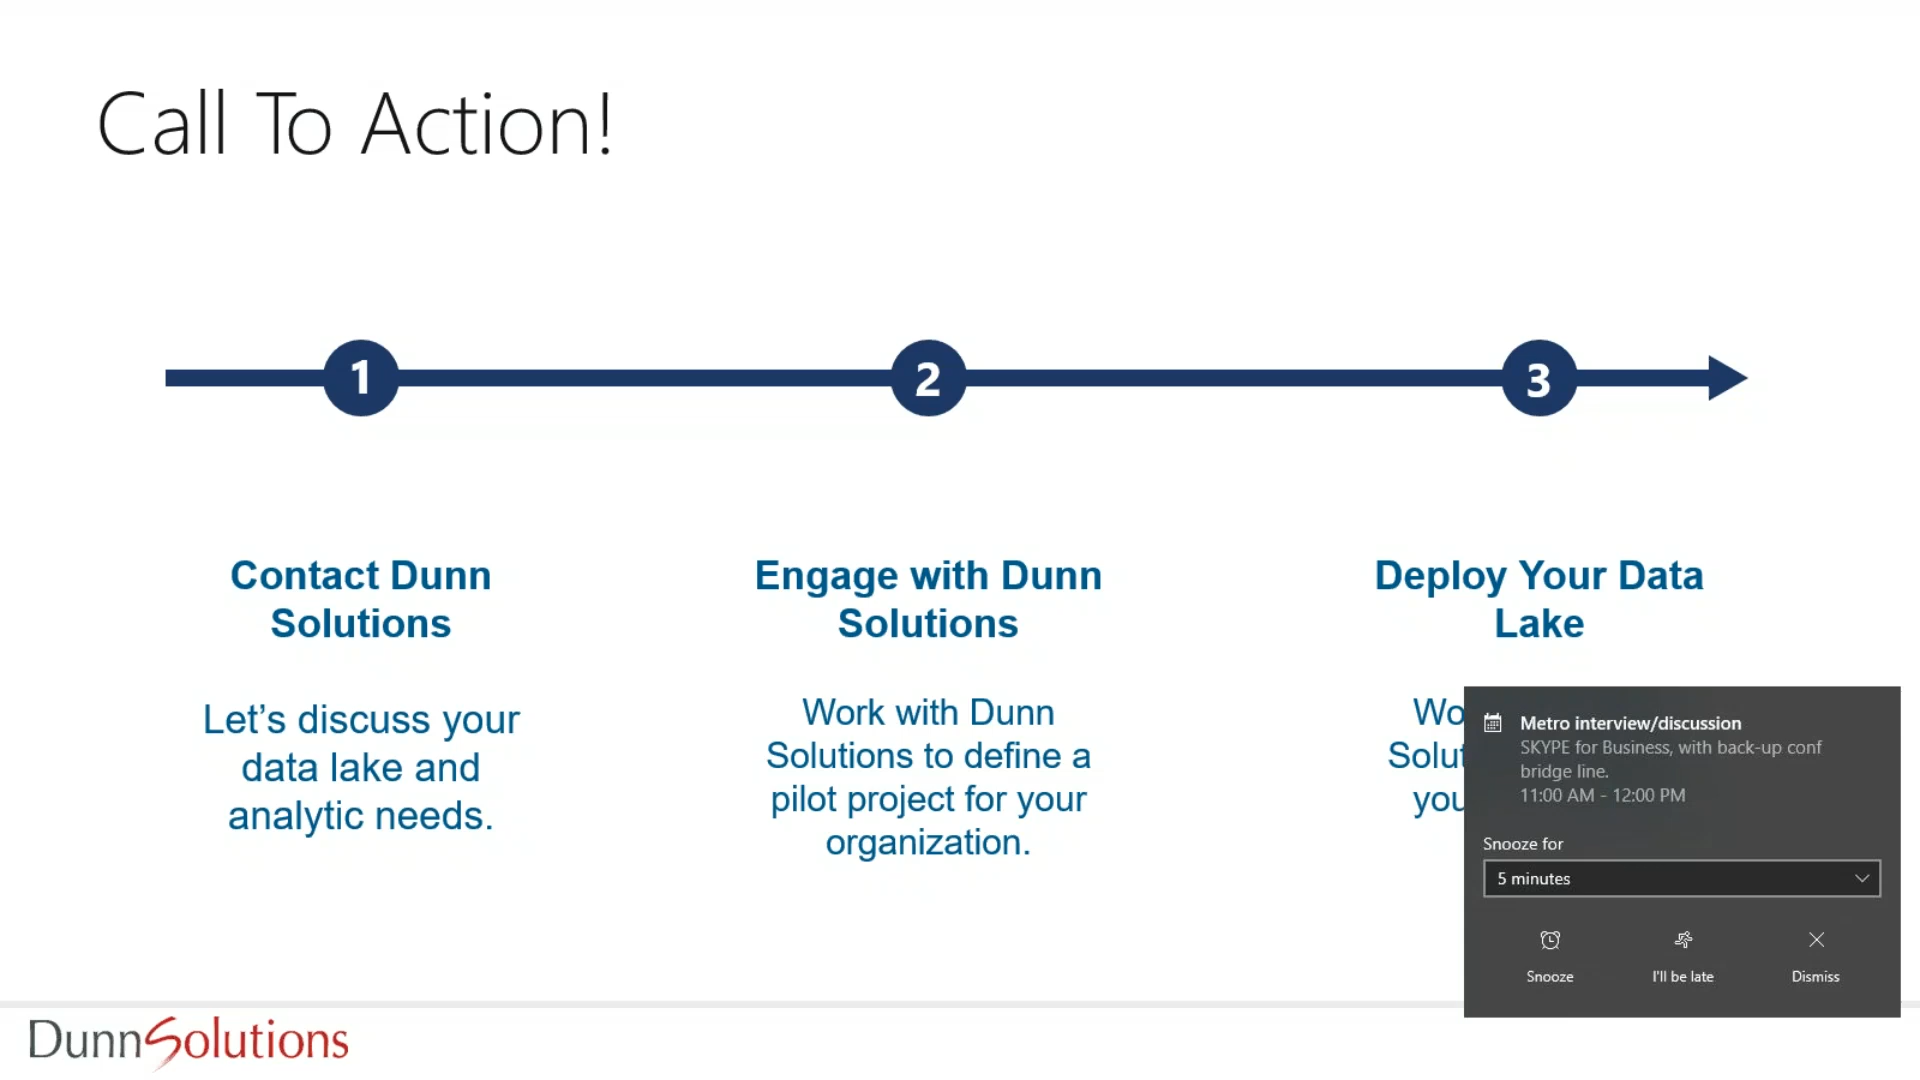 Call To Action!
1
2
3
Contact Dunn
Solutions
Let’s discuss your
data lake and
analytic needs.
Engage with Dunn
Solutions
Work with Dunn
Solutions to define a
pilot project for your
organization.
Deploy Your Data
Lake
Metro interview/discussion
SKYPE for Business, with back-up conf
bridge line.
11:00 AM - 12:00 PM
Snooze for
5 minutes
Snooze
I'll be late
Dismiss
DunnSolutions